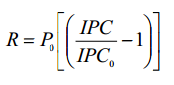 R = P₀[(IPC/IPC₀ − 1)]